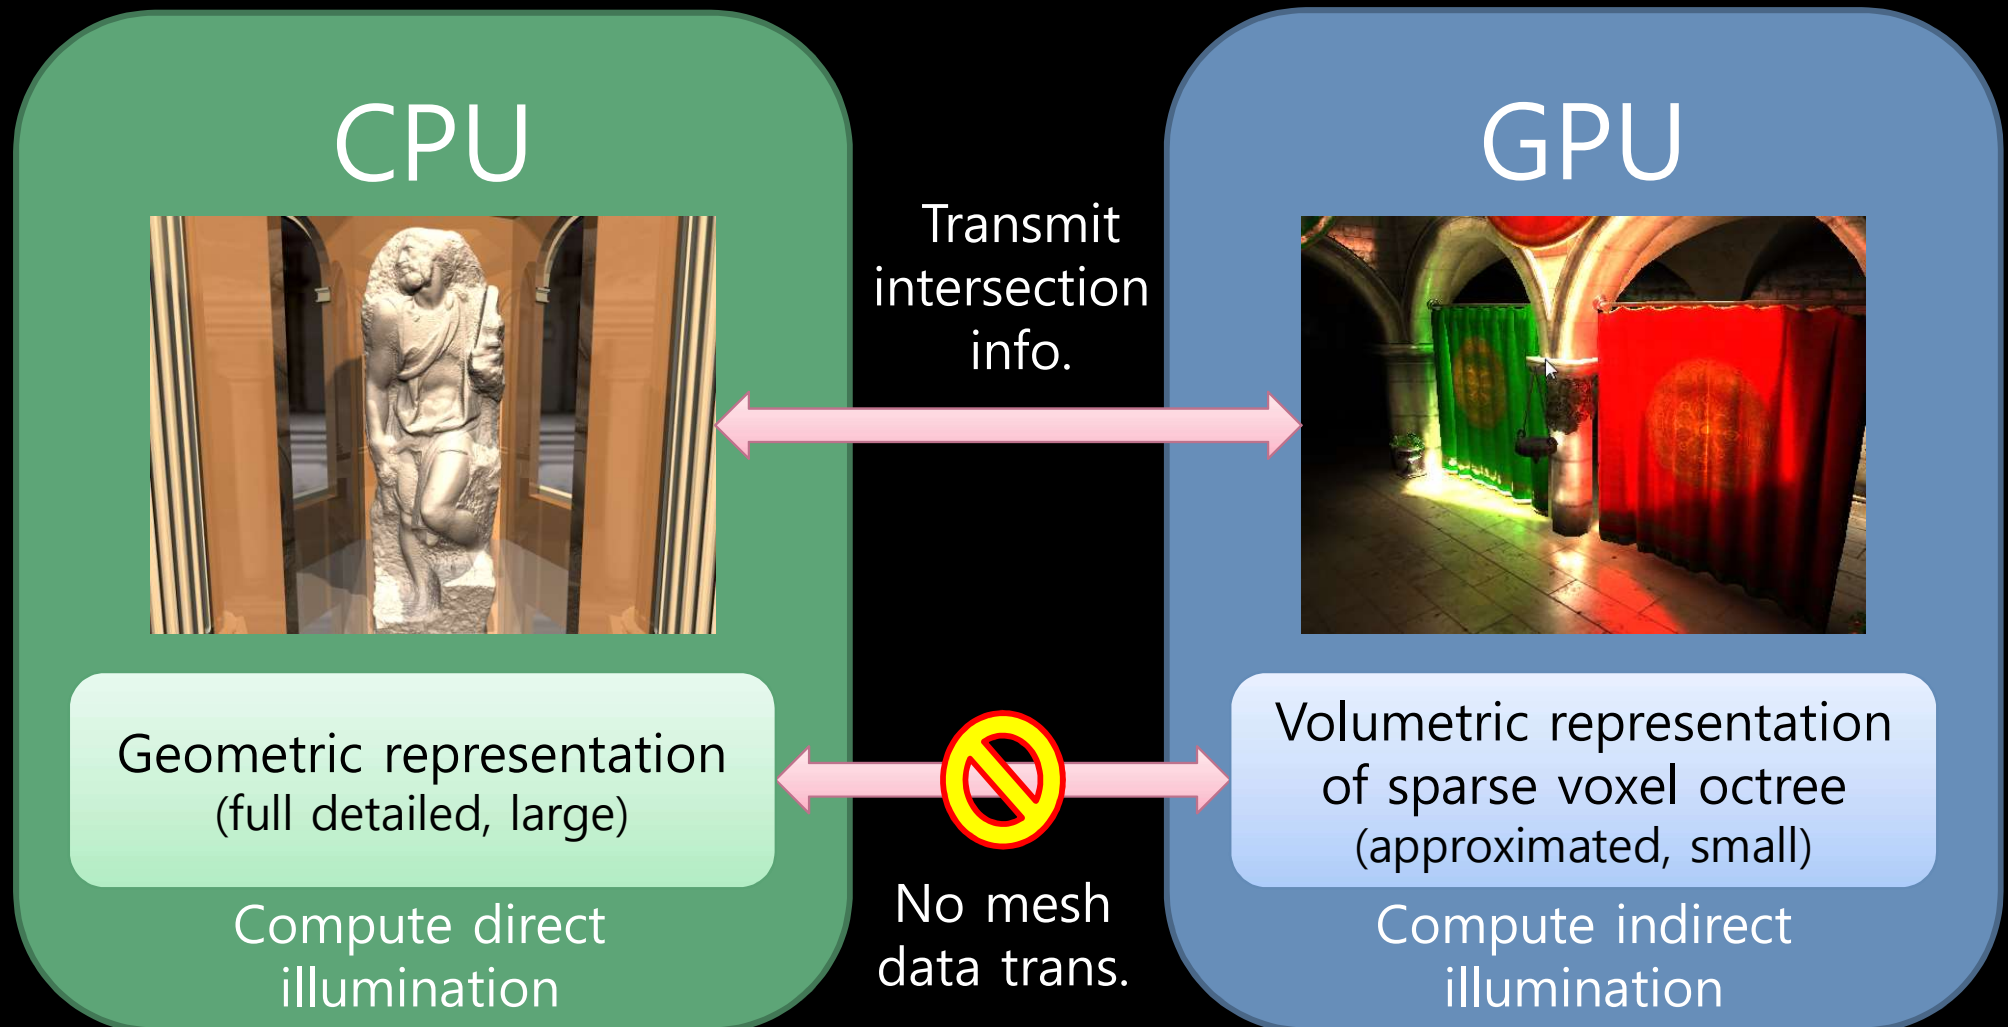 CPU
Geometric representation
(full detailed, large)
Compute direct
illumination
Transmit
intersection
info.
No mesh
data trans.
GPU
Volumetric representation
of sparse voxel octree
(approximated, small)
Compute indirect
illumination